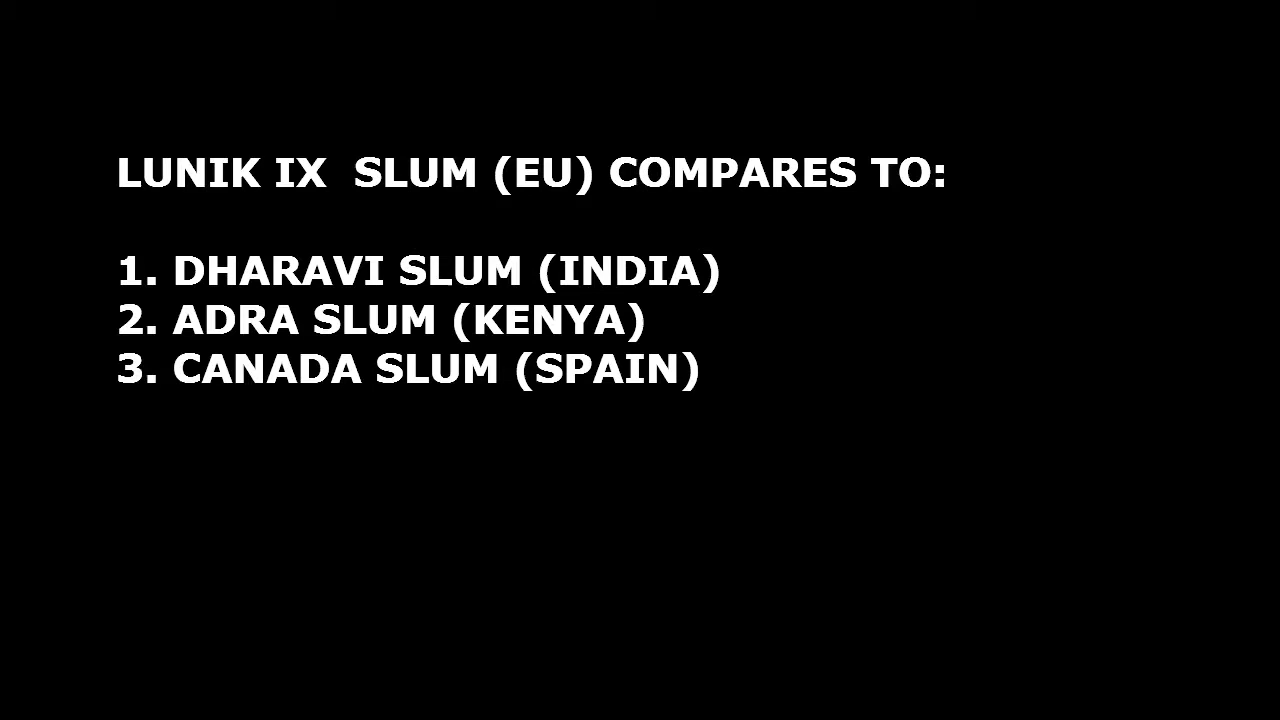 LUNIK IX  SLUM (EU) COMPARES TO:
1. DHARAVI SLUM (INDIA)
2. ADRA SLUM (KENYA)
3. CANADA SLUM (SPAIN)